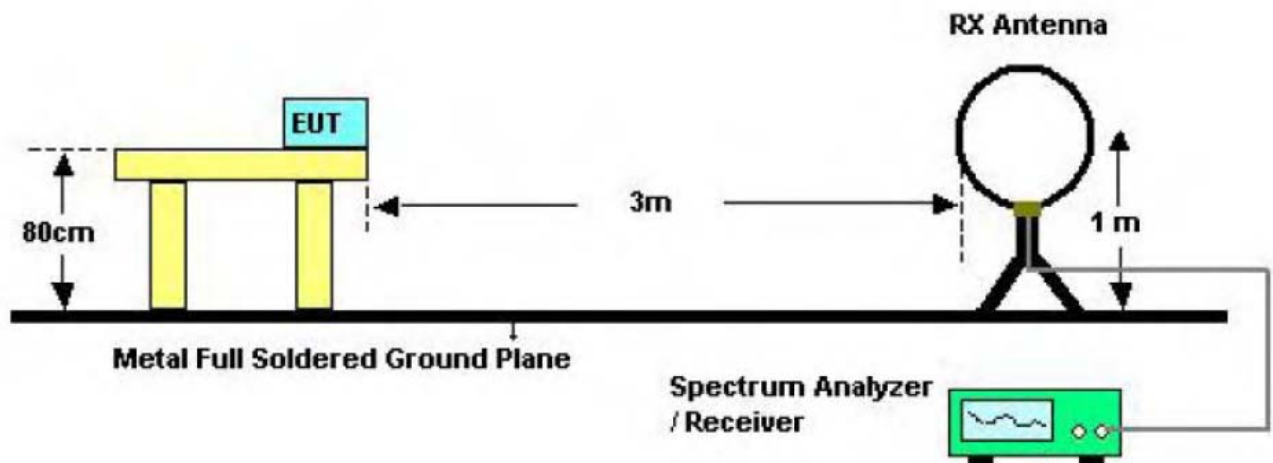 RX Antenna
EUT
80cm
3m
1 m
Metal Full Soldered Ground Plane
Spectrum Analyzer
/ Receiver